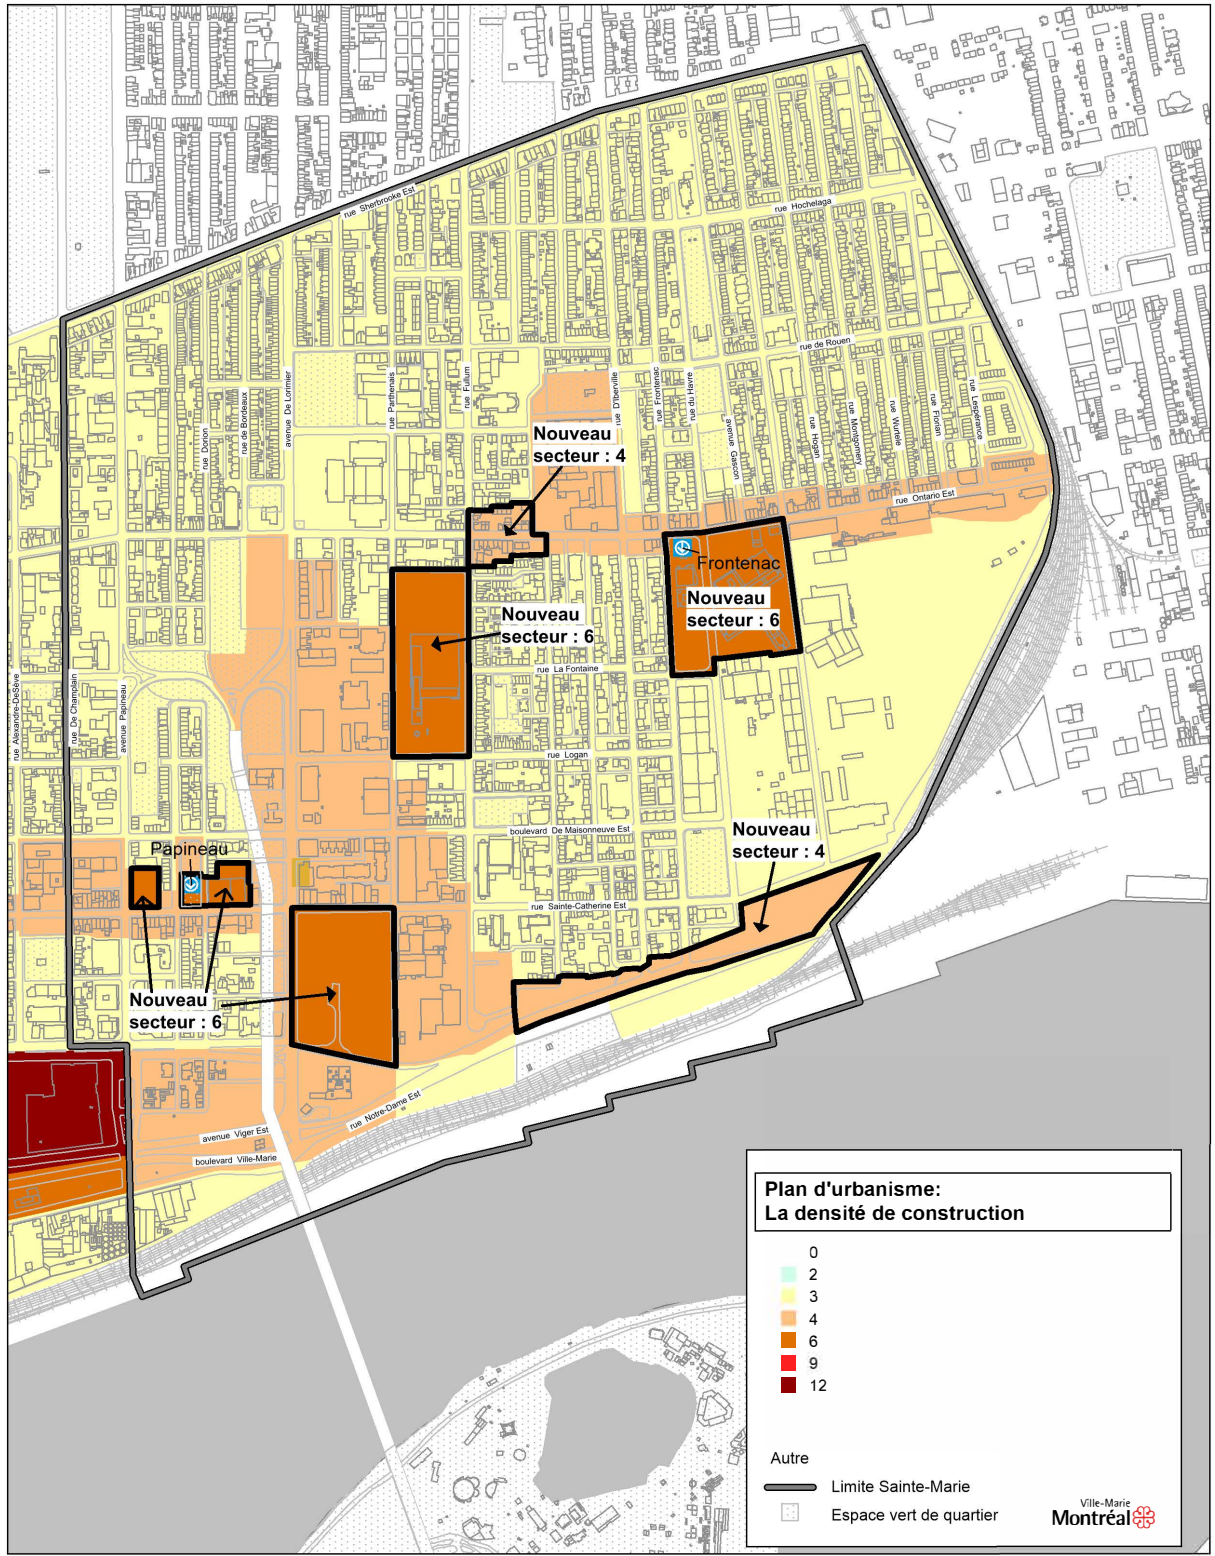 rue Sherbrooke Est
rue Hochelaga
rue de Rouen
rue Dorion
rue de Bordeaux
avenue De Lorimier
rue Parthenais
rue Fullum
rue D'Iberville
rue Frontenac
rue du Havre
avenue Gascon
rue Hogan
rue Montgomery
rue Wurtele
rue Florian
rue Lespérance
Nouveau
secteur : 4
rue Ontario Est
Frontenac
Nouveau
secteur : 6
Nouveau
secteur : 6
rue La Fontaine
rue Alexandre-DeSève
rue De Champlain
avenue Papineau
rue Logan
boulevard De Maisonneuve Est
Nouveau
secteur : 4
Papineau
rue Sainte-Catherine Est
Nouveau
secteur : 6
rue Notre-Dame Est
avenue Viger Est
boulevard Ville-Marie
Plan d'urbanisme:
La densité de construction
0
2
3
4
6
9
12
Autre
Limite Sainte-Marie
Espace vert de quartier
Ville-Marie
Montréal